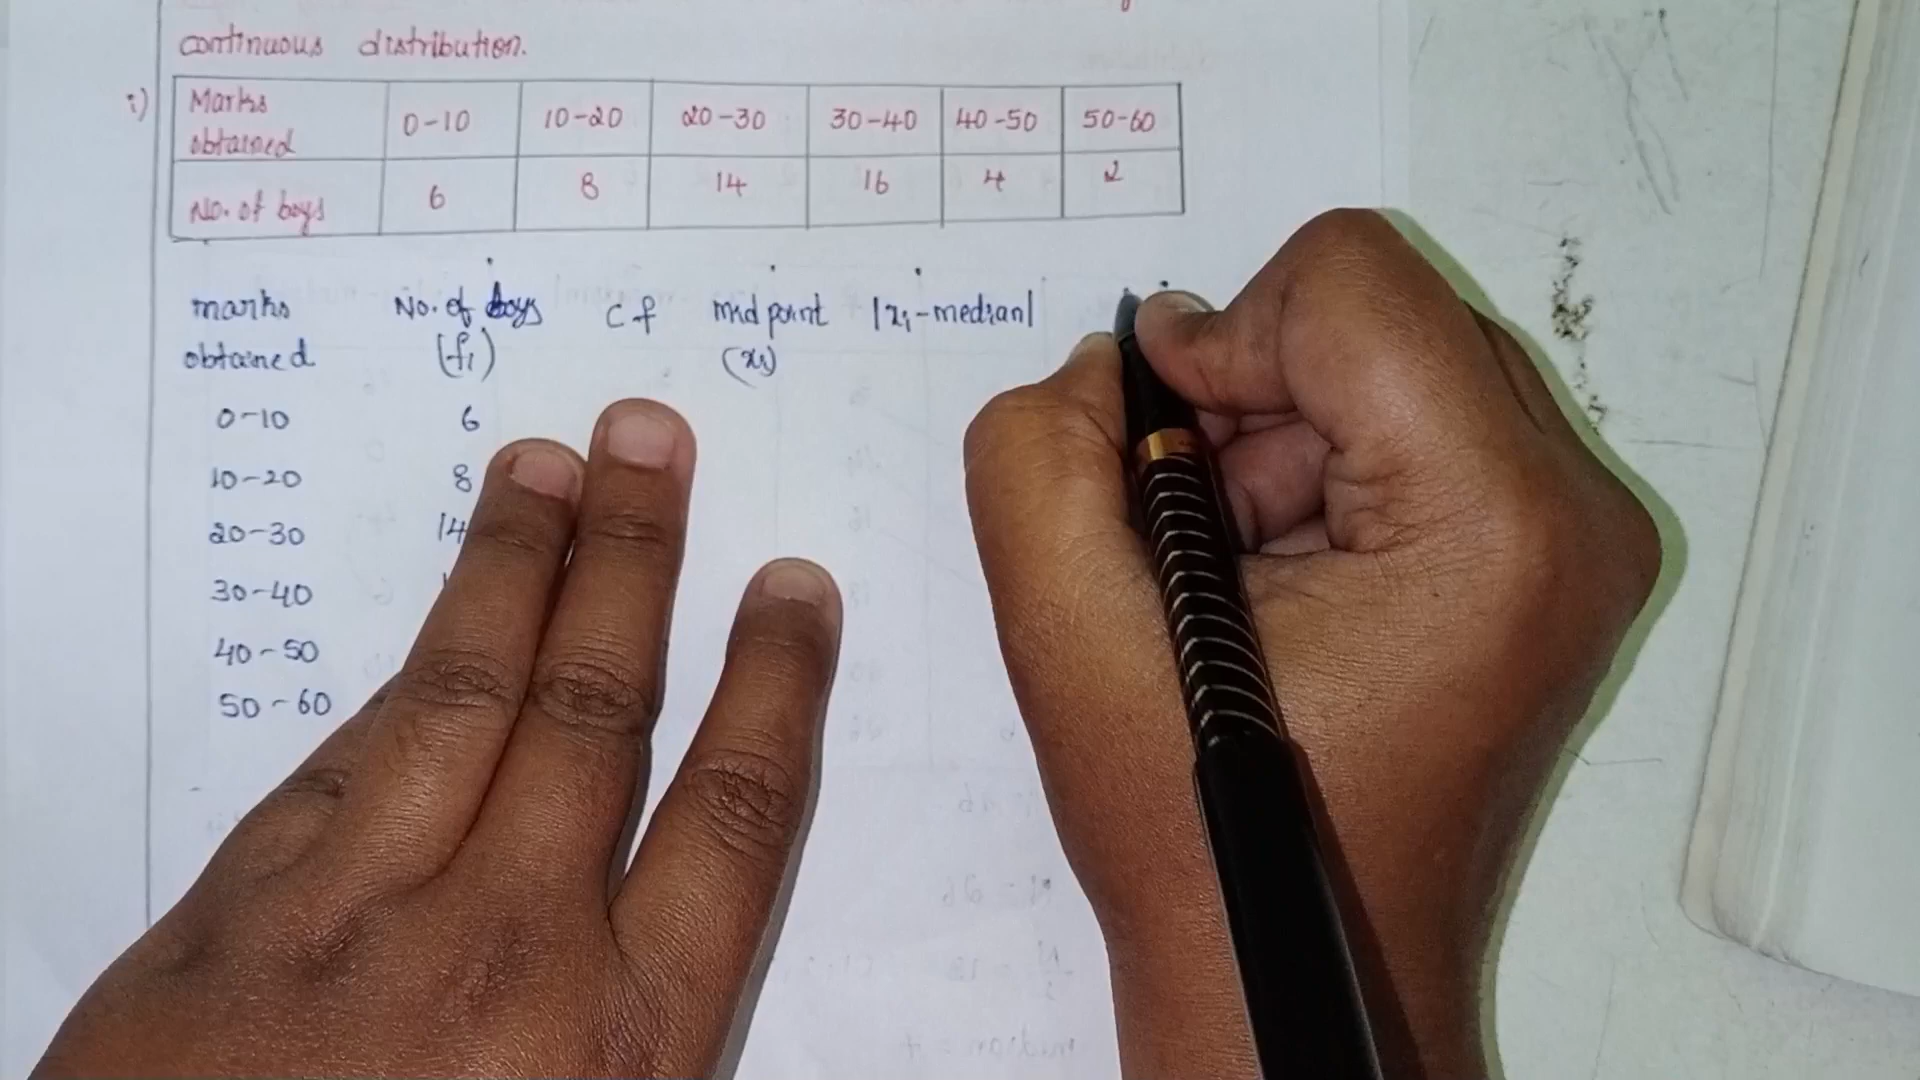 continuous distribution.
i) Marks obtained 0-10 10-20 20-30 30-40 40-50 50-60
No. of boys 6 8 14 16 4 2
marks obtained No. of boys (fi) cf mid point (xi) |xi-median|
0-10 6
10-20 8
20-30 14
30-40
40-50
50-60